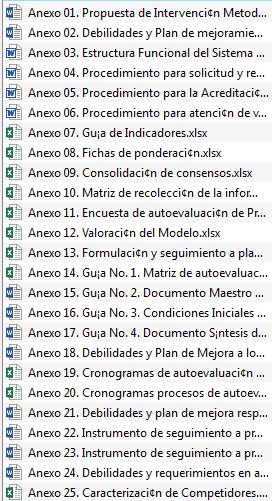 Anexo 01. Propuesta de Intervenci¢n Metod...
Anexo 02. Debilidades y Plan de mejoramie...
Anexo 03. Estructura Funcional del Sistema ...
Anexo 04. Procedimiento para solicitud y re...
Anexo 05. Procedimiento para la Acreditaci¢...
Anexo 06. Procedimiento para atenci¢n de v...
Anexo 07. Gu¡a de Indicadores.xlsx
Anexo 08. Fichas de ponderaci¢n.xlsx
Anexo 09. Consolidaci¢n de consensos.xlsx
Anexo 10. Matriz de recolecci¢n de la infor...
Anexo 11. Encuesta de autoevaluaci¢n de Pr...
Anexo 12. Valoraci¢n del Modelo.xlsx
Anexo 13. Formulaci¢n y seguimiento a pla...
Anexo 14. Gu¡a No. 1. Matriz de autoevaluac...
Anexo 15. Gu¡a No. 2. Documento Maestro ...
Anexo 16. Gu¡a No. 3. Condiciones Iniciales ...
Anexo 17. Gu¡a No. 4. Documento S¡ntesis d...
Anexo 18. Debilidades y Plan de Mejora a lo...
Anexo 19. Cronogramas de autoevaluaci¢n ...
Anexo 20. Cronogramas procesos de autoev...
Anexo 21. Debilidades y plan de mejora resp...
Anexo 22. Instrumento de seguimiento a pr...
Anexo 23. Instrumento de seguimiento a pr...
Anexo 24. Debilidades y requerimientos en a...
Anexo 25. Caracterizaci¢n de Competidores....